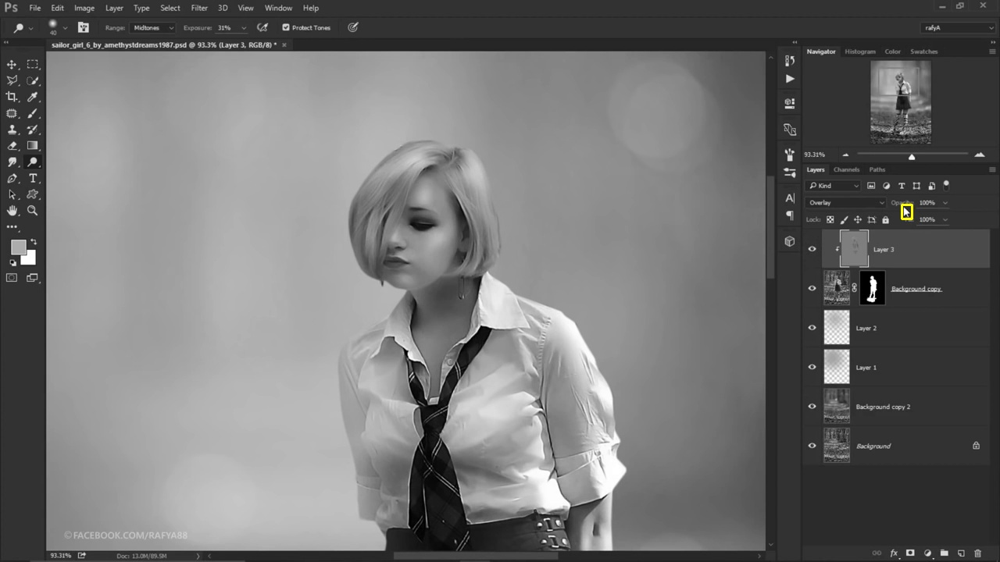 Ps File Edit Image Layer Type Select Filter 3D View Window Help
40 Range: Midtones Exposure: 31% Protect Tones rafyA
sailor_girl_6_by_amethystdreams1987.psd @ 93.3% (Layer 3, RGB/8) * ×
Navigator Histogram Color Swatches
93.31%
Layers Channels Paths
Kind
Overlay Opacity: 100%
Lock: 100%
Layer 3
Background copy
Layer 2
Layer 1
Background copy 2
Background
©FACEBOOK.COM/RAFYA88
93.31% Doc: 13.0M/89.5M
fx